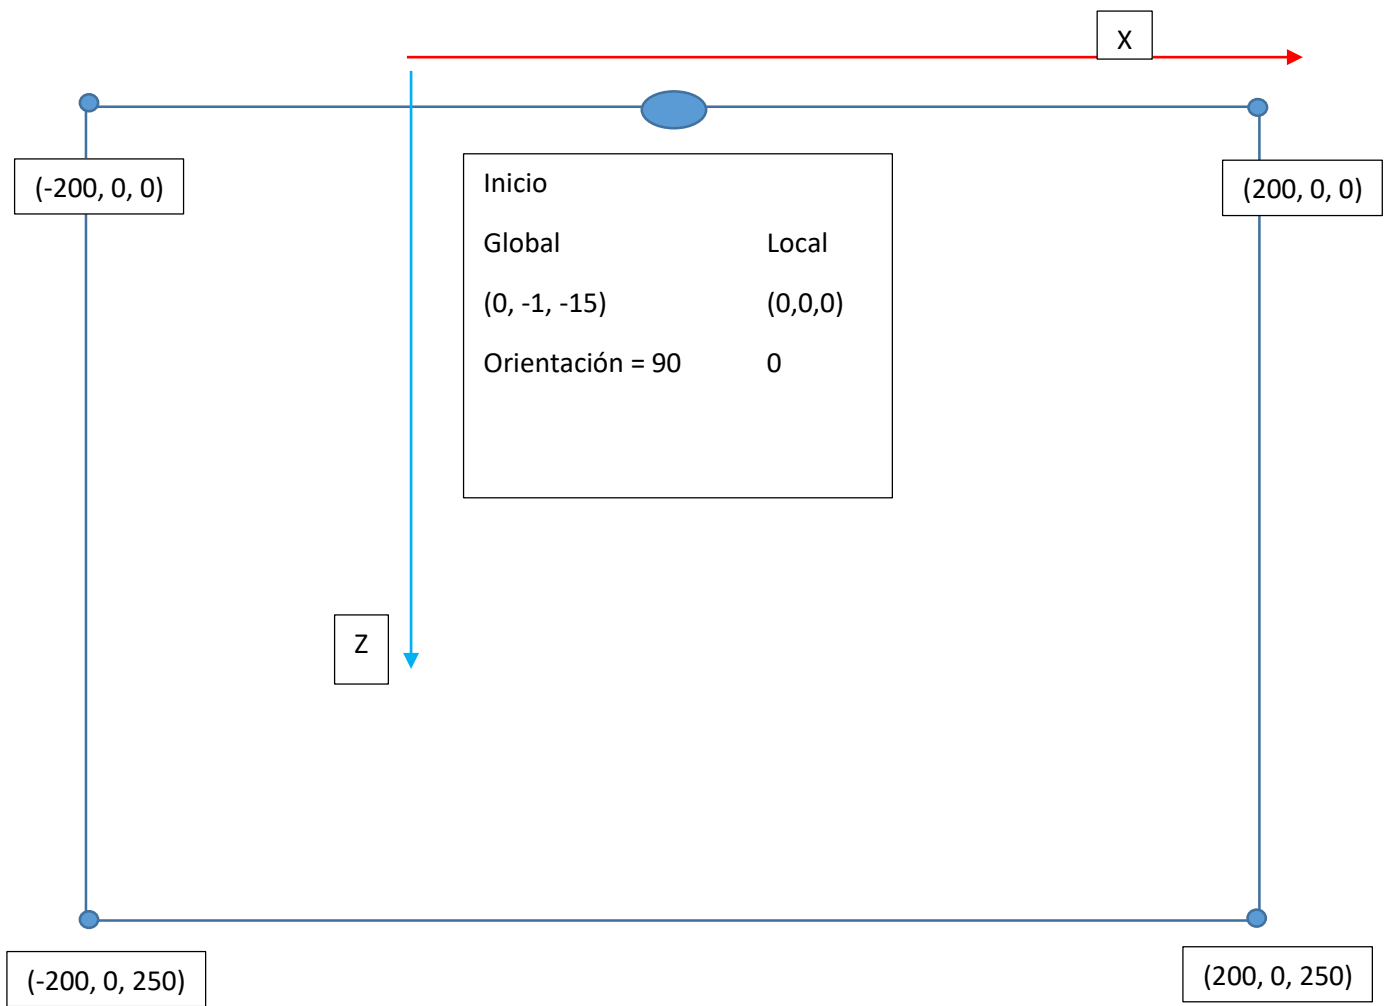 X
(-200, 0, 0)
(200, 0, 0)
Inicio
Global Local
(0, -1, -15) (0,0,0)
Orientación = 90 0
Z
(-200, 0, 250)
(200, 0, 250)